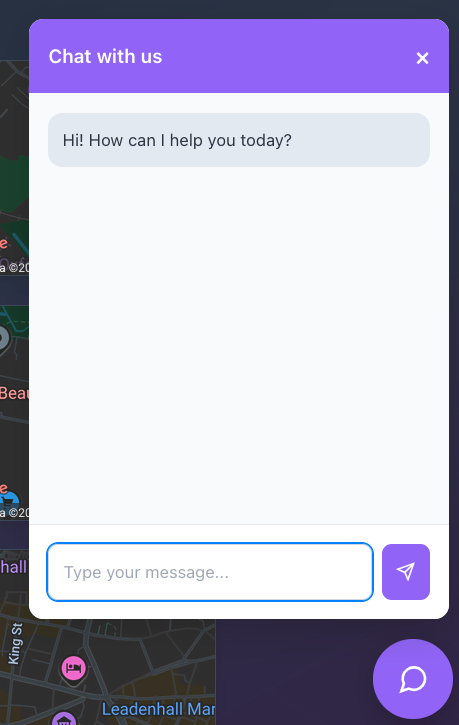 Chat with us
Hi! How can I help you today?
Type your message...
a ©20
Beau
a ©20
hall
King St
Leadenhall Mar